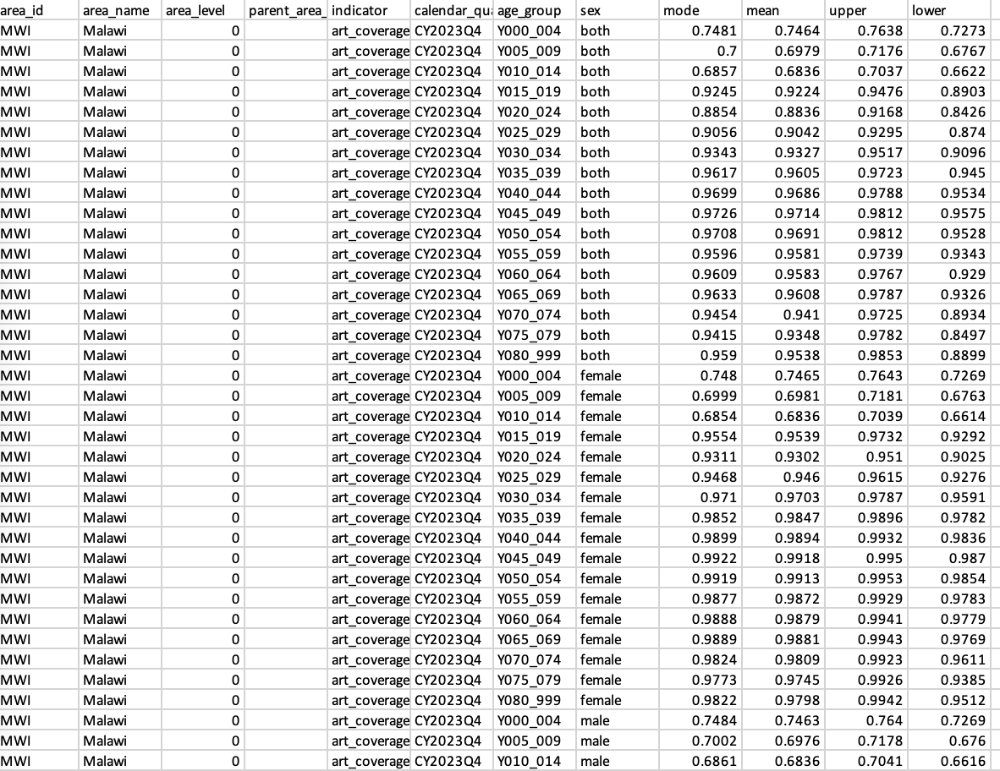 area_id area_name area_level parent_area_ indicator calendar_qua age_group sex mode mean upper lower
MWI Malawi 0 art_coverage CY2023Q4 Y000_004 both 0.7481 0.7464 0.7638 0.7273
MWI Malawi 0 art_coverage CY2023Q4 Y005_009 both 0.7 0.6979 0.7176 0.6767
MWI Malawi 0 art_coverage CY2023Q4 Y010_014 both 0.6857 0.6836 0.7037 0.6622
MWI Malawi 0 art_coverage CY2023Q4 Y015_019 both 0.9245 0.9224 0.9476 0.8903
MWI Malawi 0 art_coverage CY2023Q4 Y020_024 both 0.8854 0.8836 0.9168 0.8426
MWI Malawi 0 art_coverage CY2023Q4 Y025_029 both 0.9056 0.9042 0.9295 0.874
MWI Malawi 0 art_coverage CY2023Q4 Y030_034 both 0.9343 0.9327 0.9517 0.9096
MWI Malawi 0 art_coverage CY2023Q4 Y035_039 both 0.9617 0.9605 0.9723 0.945
MWI Malawi 0 art_coverage CY2023Q4 Y040_044 both 0.9699 0.9686 0.9788 0.9534
MWI Malawi 0 art_coverage CY2023Q4 Y045_049 both 0.9726 0.9714 0.9812 0.9575
MWI Malawi 0 art_coverage CY2023Q4 Y050_054 both 0.9708 0.9691 0.9812 0.9528
MWI Malawi 0 art_coverage CY2023Q4 Y055_059 both 0.9596 0.9581 0.9739 0.9343
MWI Malawi 0 art_coverage CY2023Q4 Y060_064 both 0.9609 0.9583 0.9767 0.929
MWI Malawi 0 art_coverage CY2023Q4 Y065_069 both 0.9633 0.9608 0.9787 0.9326
MWI Malawi 0 art_coverage CY2023Q4 Y070_074 both 0.9454 0.941 0.9725 0.8934
MWI Malawi 0 art_coverage CY2023Q4 Y075_079 both 0.9415 0.9348 0.9782 0.8497
MWI Malawi 0 art_coverage CY2023Q4 Y080_999 both 0.959 0.9538 0.9853 0.8899
MWI Malawi 0 art_coverage CY2023Q4 Y000_004 female 0.748 0.7465 0.7643 0.7269
MWI Malawi 0 art_coverage CY2023Q4 Y005_009 female 0.6999 0.6981 0.7181 0.6763
MWI Malawi 0 art_coverage CY2023Q4 Y010_014 female 0.6854 0.6836 0.7039 0.6614
MWI Malawi 0 art_coverage CY2023Q4 Y015_019 female 0.9554 0.9539 0.9732 0.9292
MWI Malawi 0 art_coverage CY2023Q4 Y020_024 female 0.9311 0.9302 0.951 0.9025
MWI Malawi 0 art_coverage CY2023Q4 Y025_029 female 0.9468 0.946 0.9615 0.9276
MWI Malawi 0 art_coverage CY2023Q4 Y030_034 female 0.971 0.9703 0.9787 0.9591
MWI Malawi 0 art_coverage CY2023Q4 Y035_039 female 0.9852 0.9847 0.9896 0.9782
MWI Malawi 0 art_coverage CY2023Q4 Y040_044 female 0.9899 0.9894 0.9932 0.9836
MWI Malawi 0 art_coverage CY2023Q4 Y045_049 female 0.9922 0.9918 0.995 0.987
MWI Malawi 0 art_coverage CY2023Q4 Y050_054 female 0.9919 0.9913 0.9953 0.9854
MWI Malawi 0 art_coverage CY2023Q4 Y055_059 female 0.9877 0.9872 0.9929 0.9783
MWI Malawi 0 art_coverage CY2023Q4 Y060_064 female 0.9888 0.9879 0.9941 0.9779
MWI Malawi 0 art_coverage CY2023Q4 Y065_069 female 0.9889 0.9881 0.9943 0.9769
MWI Malawi 0 art_coverage CY2023Q4 Y070_074 female 0.9824 0.9809 0.9923 0.9611
MWI Malawi 0 art_coverage CY2023Q4 Y075_079 female 0.9773 0.9745 0.9926 0.9385
MWI Malawi 0 art_coverage CY2023Q4 Y080_999 female 0.9822 0.9798 0.9942 0.9512
MWI Malawi 0 art_coverage CY2023Q4 Y000_004 male 0.7484 0.7463 0.764 0.7269
MWI Malawi 0 art_coverage CY2023Q4 Y005_009 male 0.7002 0.6976 0.7178 0.676
MWI Malawi 0 art_coverage CY2023Q4 Y010_014 male 0.6861 0.6836 0.7041 0.6616